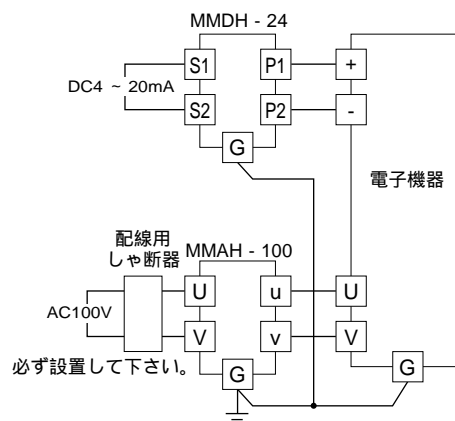 MMDH - 24
S1
P1
+
DC4 ~ 20mA
S2
P2
-
G
電子機器
配線用
しゃ断器
MMAH - 100
U
u
U
AC100V
V
v
V
必ず設置して下さい。
G
G